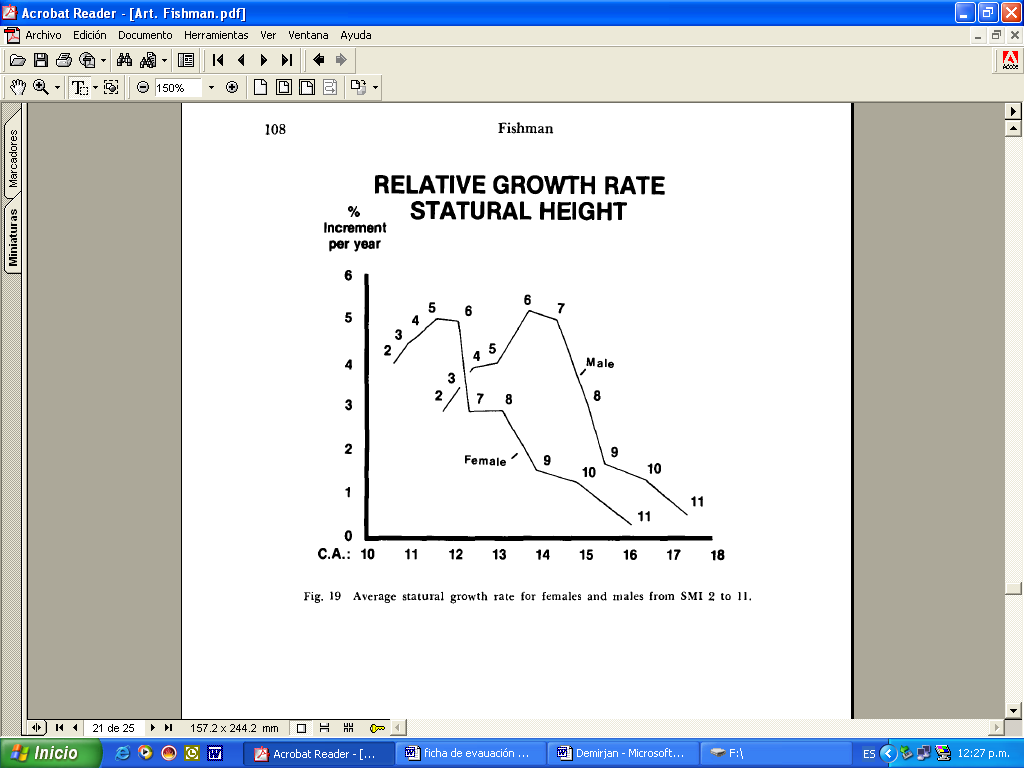 Acrobat Reader - [Art. Fishman.pdf]
Archivo Edición Documento Herramientas Ver Ventana Ayuda
Adobe
150%
Marcadores
Miniaturas
108 Fishman
RELATIVE GROWTH RATE
STATURAL HEIGHT
%
Increment
per year
6
5
4
3
2
1
0
2 3 4 5 6 7 8 9 10 11
Female
2 3 4 5 6 7 8 9 10 11
Male
C.A.: 10 11 12 13 14 15 16 17 18
Fig. 19 Average statural growth rate for females and males from SMI 2 to 11.
21 de 25 157.2 x 244.2 mm
Inicio W Acrobat Reader - [... ficha de evauación ... Demirjan - Microsoft... F:\ ES 12:27 p.m.